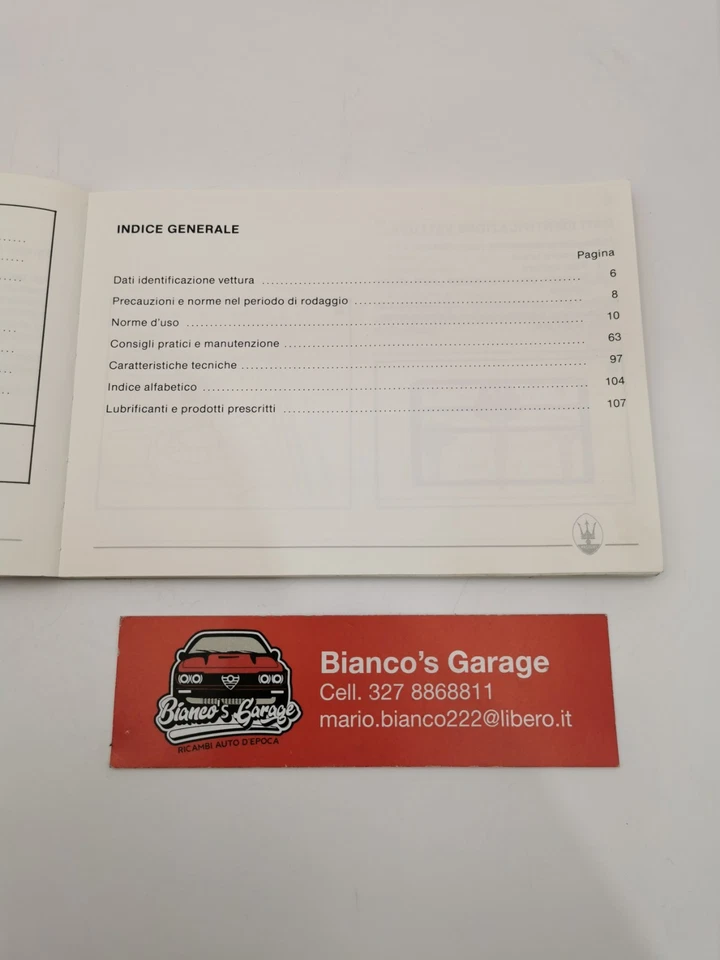 INDICE GENERALE
Pagina
Dati identificazione vettura ........ 6
Precauzioni e norme nel periodo di rodaggio ........ 8
Norme d'uso ........ 10
Consigli pratici e manutenzione ........ 63
Caratteristiche tecniche ........ 97
Indice alfabetico ........ 104
Lubrificanti e prodotti prescritti ........ 107
Bianco's Garage
RICAMBI AUTO D'EPOCA
Bianco's Garage
Cell. 327 8868811
mario.bianco222@libero.it